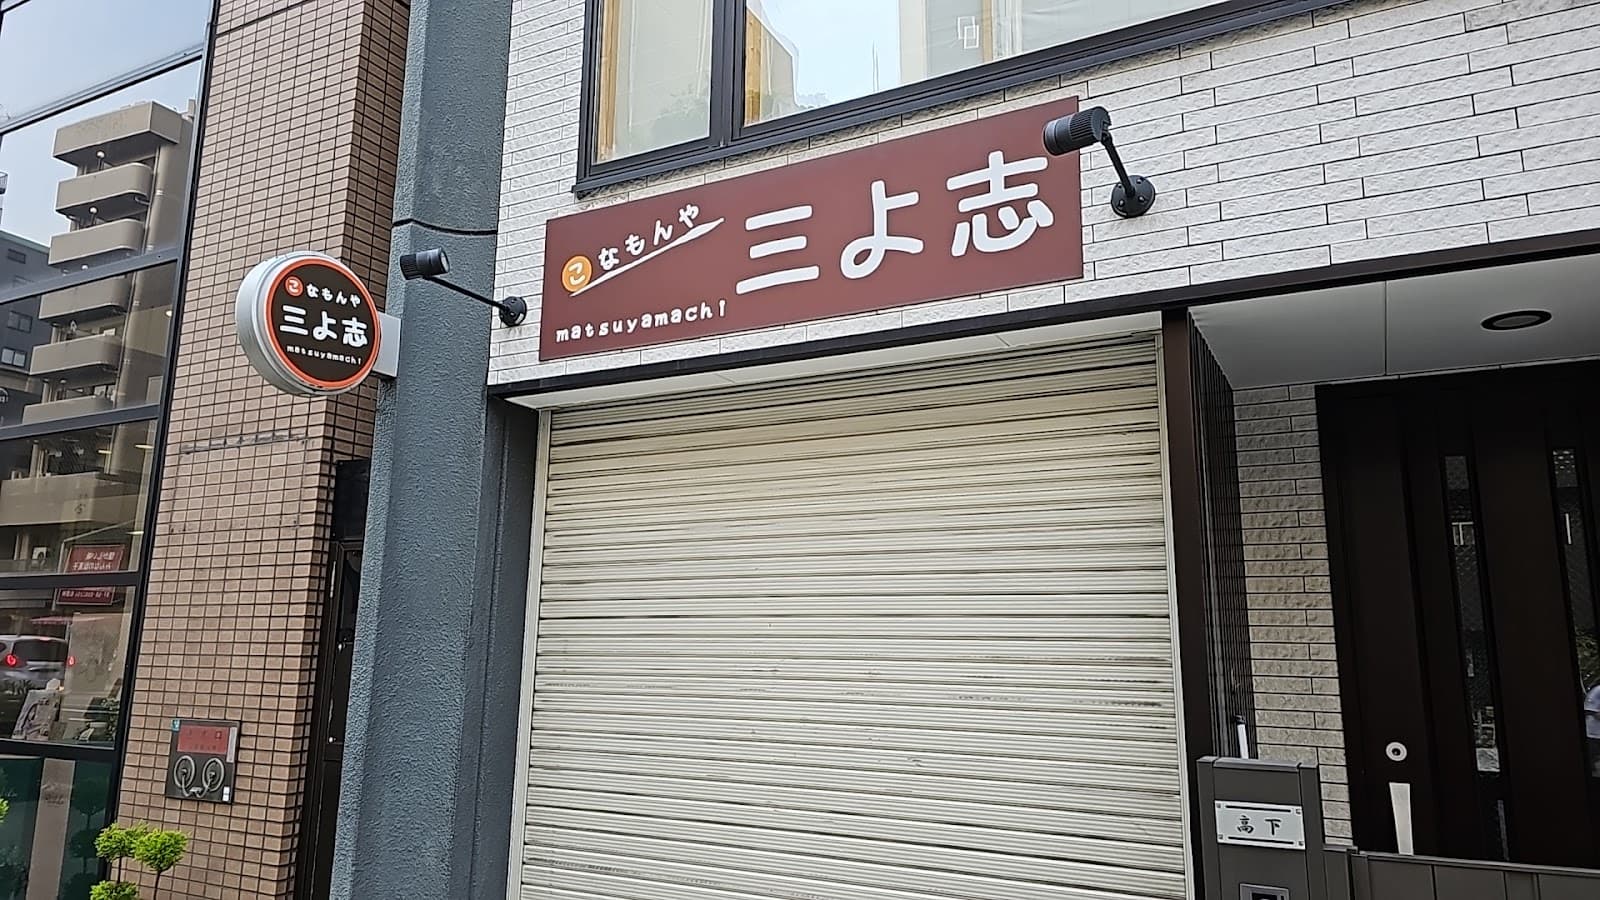 こなもんや
三よ志
matsuyamachi
こなもんや
三よ志
matsuyamachi
高下